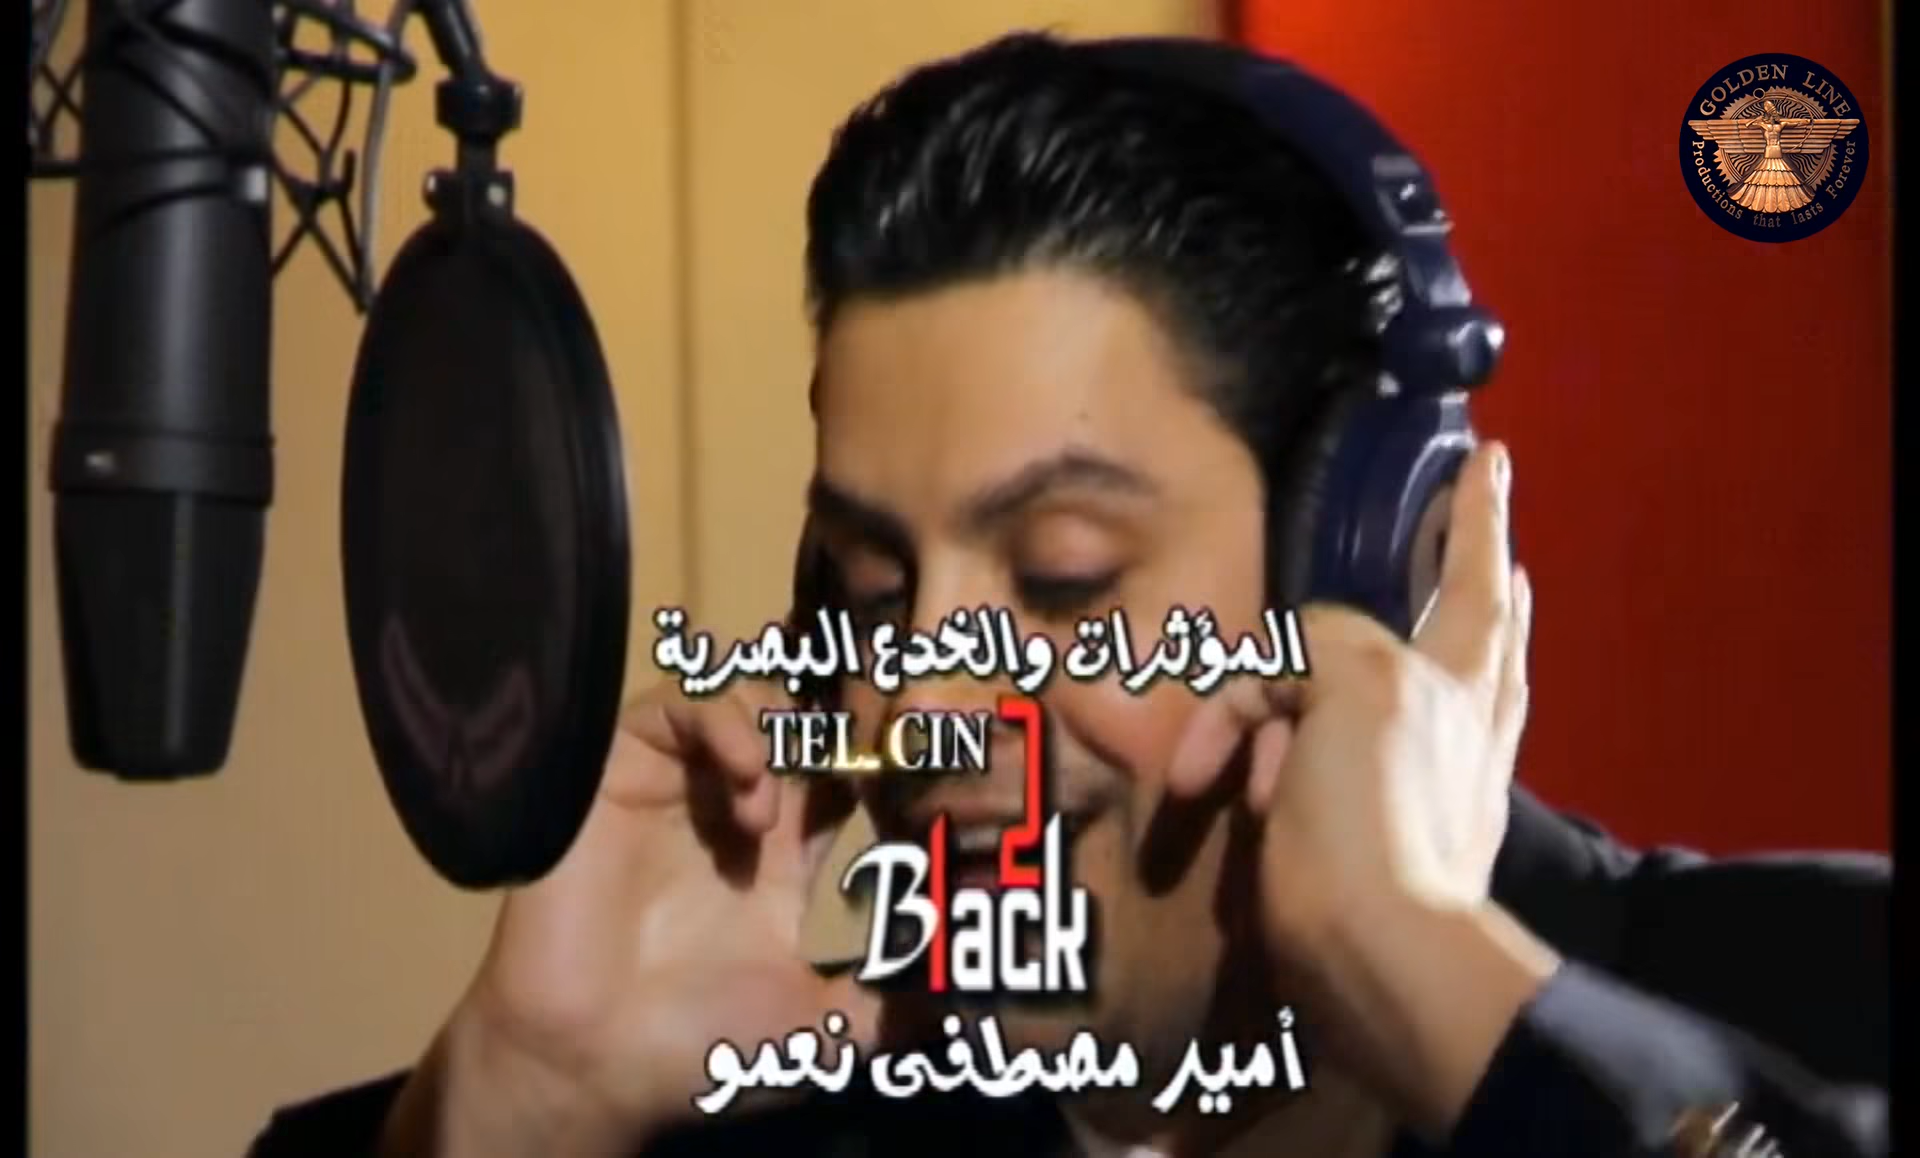 GOLDEN LINE
Productions that lasts Forever
المؤثرات والخدع البصرية
TEL.CIN
2
Black
أمير مصطفى نعمو